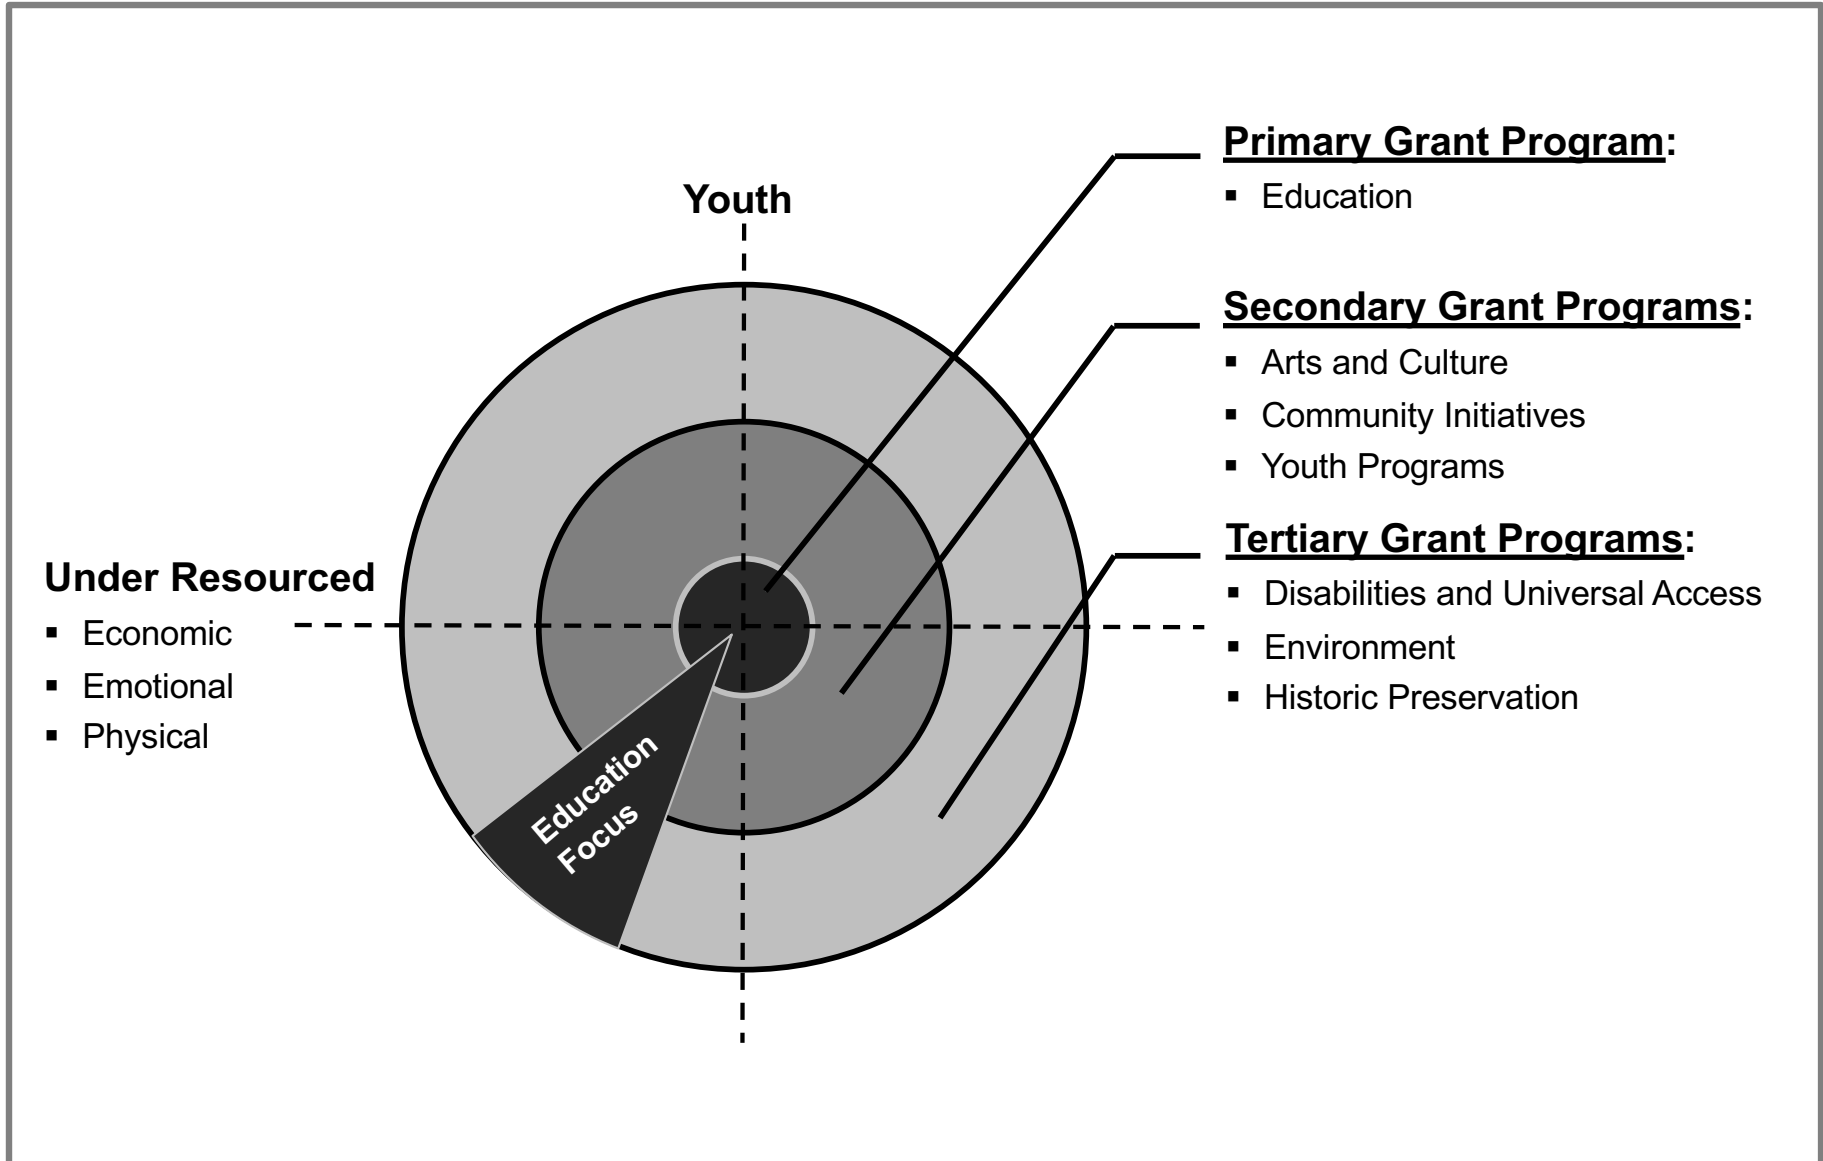 Youth
Under Resourced
▪ Economic
▪ Emotional
▪ Physical
Education
Focus
Primary Grant Program:
▪ Education
Secondary Grant Programs:
▪ Arts and Culture
▪ Community Initiatives
▪ Youth Programs
Tertiary Grant Programs:
▪ Disabilities and Universal Access
▪ Environment
▪ Historic Preservation